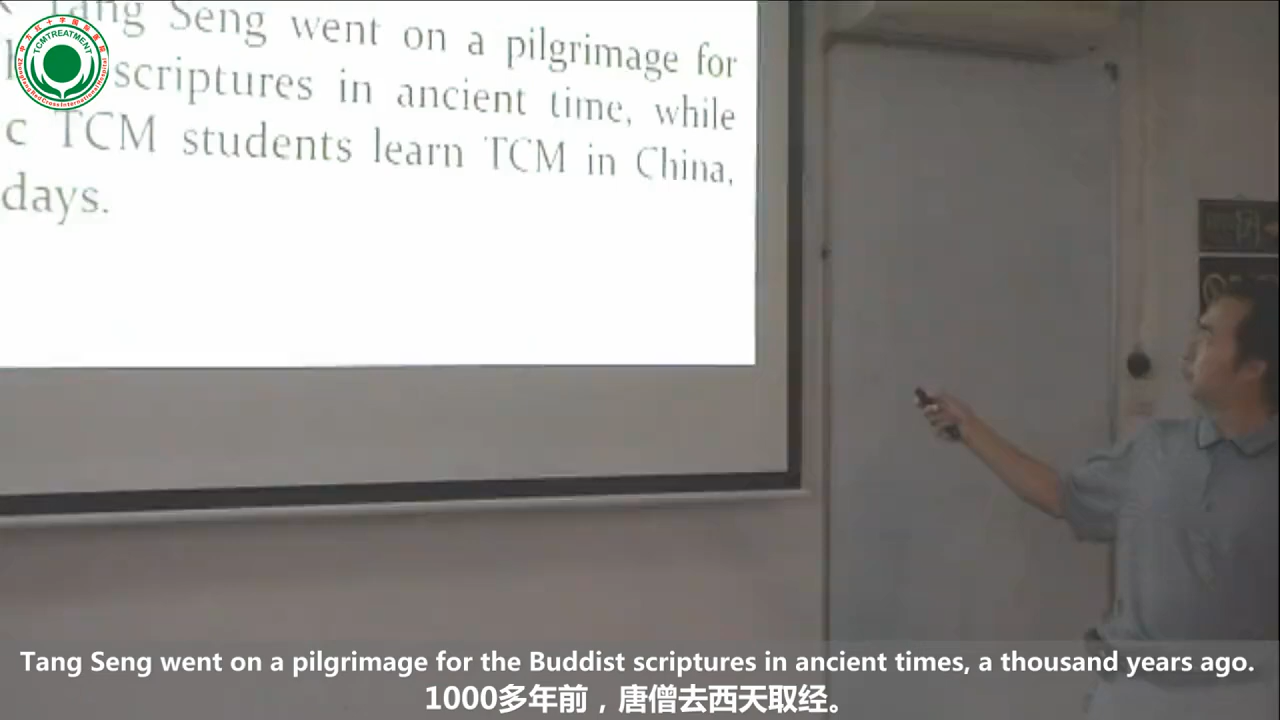 Tang Seng went on a pilgrimage for
scriptures in ancient time, while
c TCM students learn TCM in China,
days.
TCMTREATMENT
Tang Seng went on a pilgrimage for the Buddist scriptures in ancient times, a thousand years ago.
1000多年前，唐僧去西天取经。